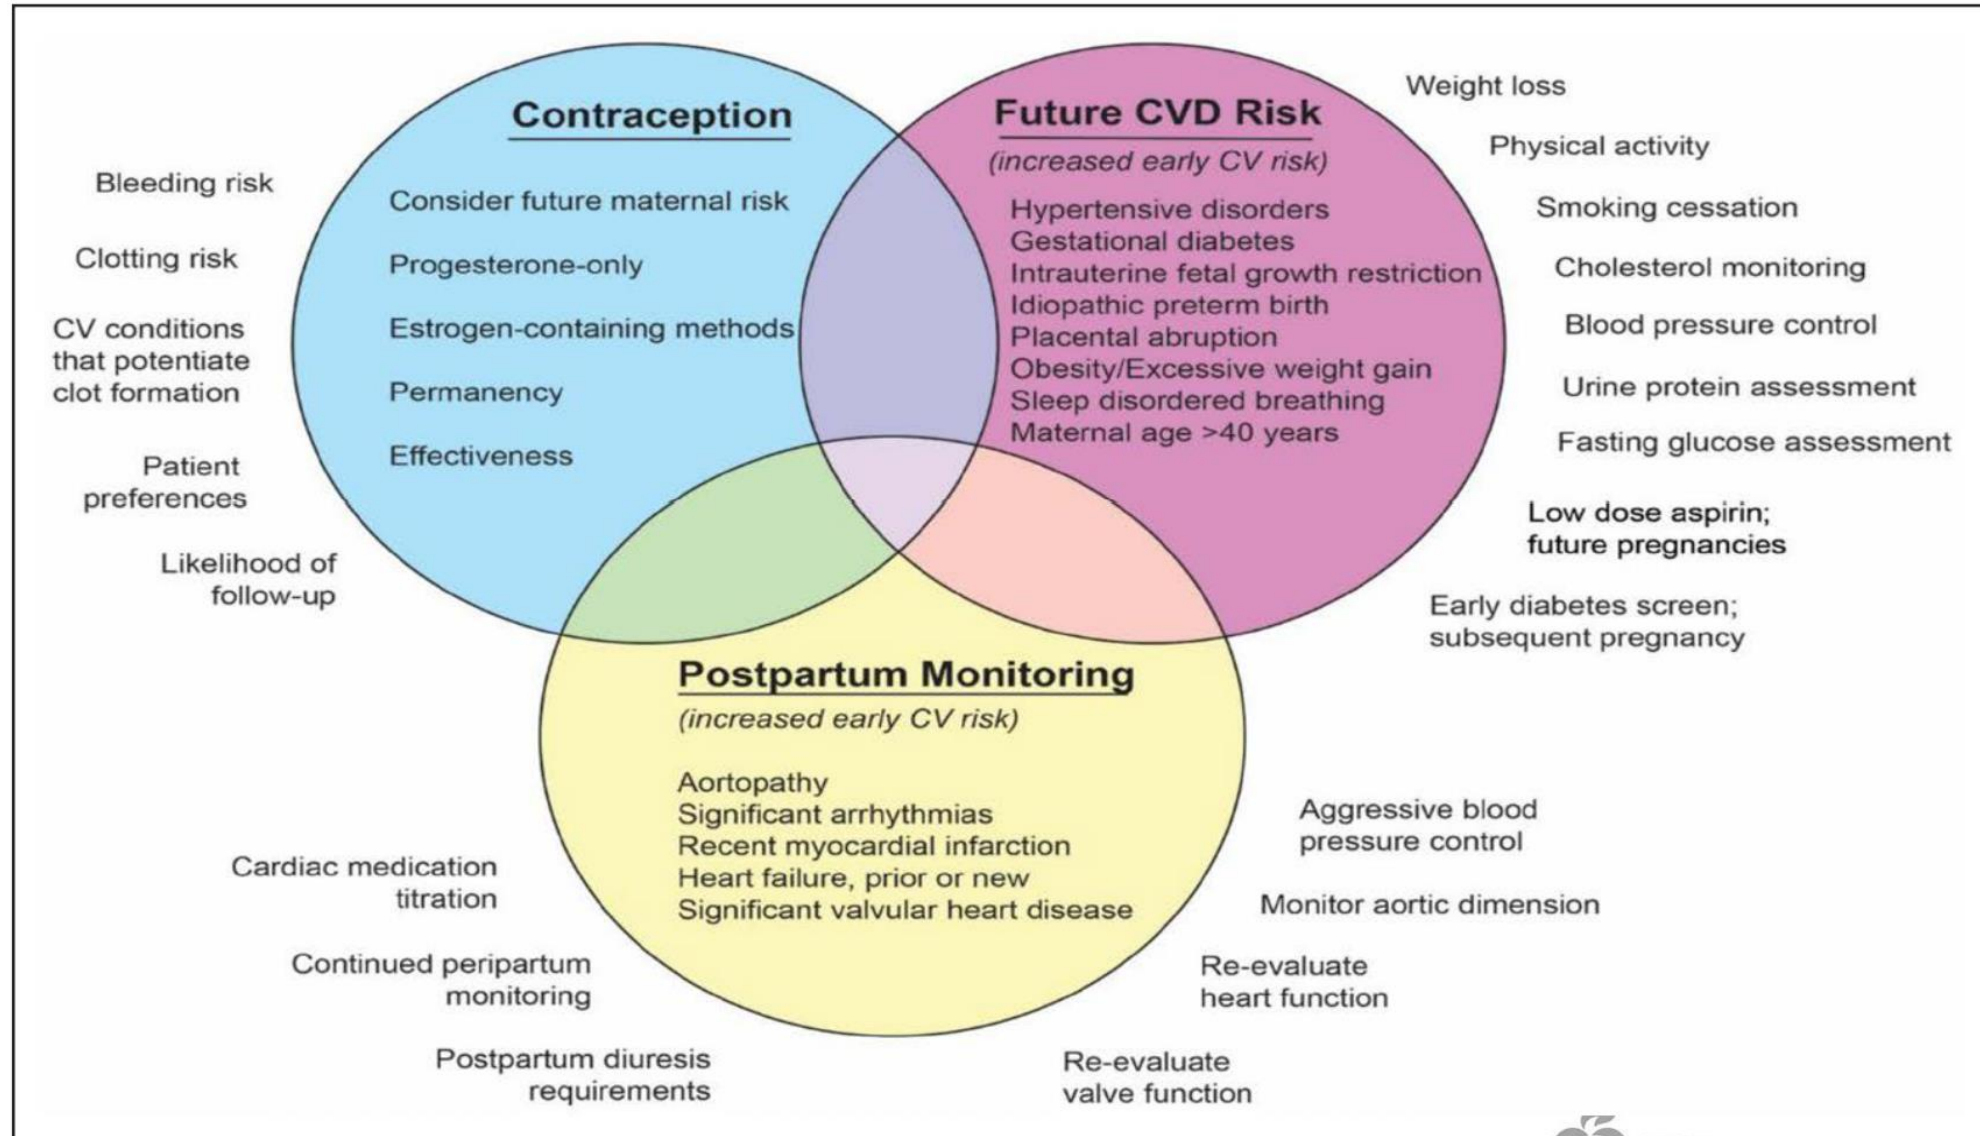 Contraception
Consider future maternal risk
Progesterone-only
Estrogen-containing methods
Permanency
Effectiveness
Bleeding risk
Clotting risk
CV conditions
that potentiate
clot formation
Patient
preferences
Likelihood of
follow-up
Future CVD Risk
(increased early CV risk)
Hypertensive disorders
Gestational diabetes
Intrauterine fetal growth restriction
Idiopathic preterm birth
Placental abruption
Obesity/Excessive weight gain
Sleep disordered breathing
Maternal age >40 years
Weight loss
Physical activity
Smoking cessation
Cholesterol monitoring
Blood pressure control
Urine protein assessment
Fasting glucose assessment
Low dose aspirin;
future pregnancies
Early diabetes screen;
subsequent pregnancy
Postpartum Monitoring
(increased early CV risk)
Aortopathy
Significant arrhythmias
Recent myocardial infarction
Heart failure, prior or new
Significant valvular heart disease
Cardiac medication
titration
Continued peripartum
monitoring
Postpartum diuresis
requirements
Aggressive blood
pressure control
Monitor aortic dimension
Re-evaluate
heart function
Re-evaluate
valve function